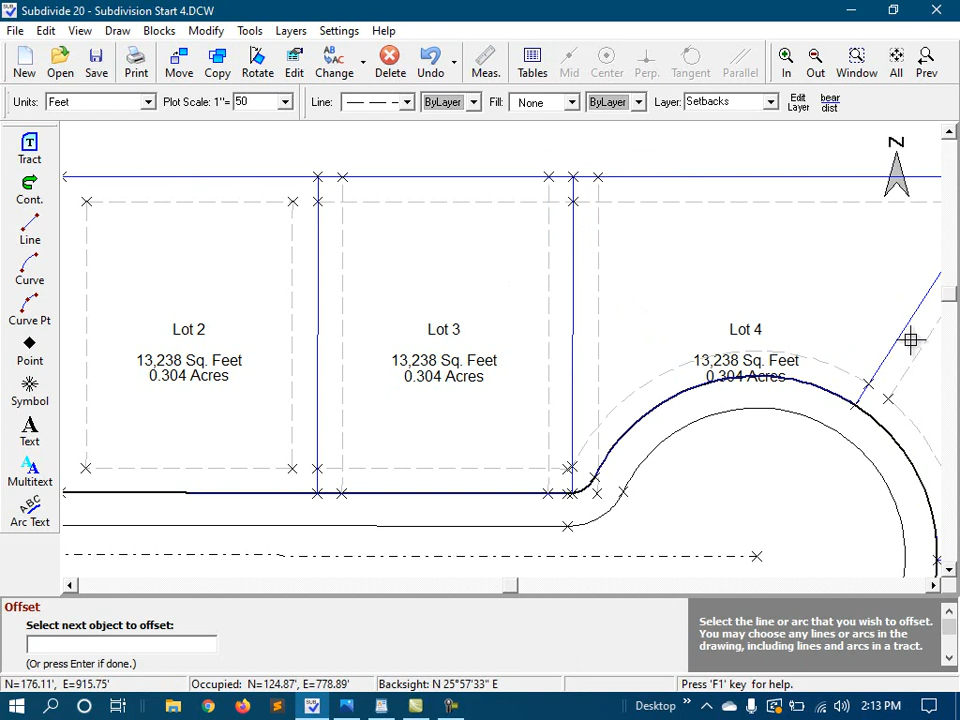 Subdivide 20 - Subdivision Start 4.DCW
File Edit View Draw Blocks Modify Tools Layers Settings Help
New Open Save Print Move Copy Rotate Edit Change Delete Undo Meas. Tables Mid Center Perp. Tangent Parallel In Out Window All Prev
Units: Feet Plot Scale: 1"= 50 Line: ByLayer Fill: None ByLayer Layer: Setbacks Edit Layer bear dist
Tract
Cont.
Line
Curve
Curve Pt
Point
Symbol
Text
Multitext
Arc Text
N
Lot 2
13,238 Sq. Feet
0.304 Acres
Lot 3
13,238 Sq. Feet
0.304 Acres
Lot 4
13,238 Sq. Feet
0.304 Acres
Offset
Select next object to offset:
(Or press Enter if done.)
Select the line or arc that you wish to offset.
You may choose any lines or arcs in the
drawing, including lines and arcs in a tract.
N=176.11', E=915.75' Occupied: N=124.87', E=778.89' Backsight: N 25°57'33" E Press 'F1' key for help.
Desktop 2:13 PM